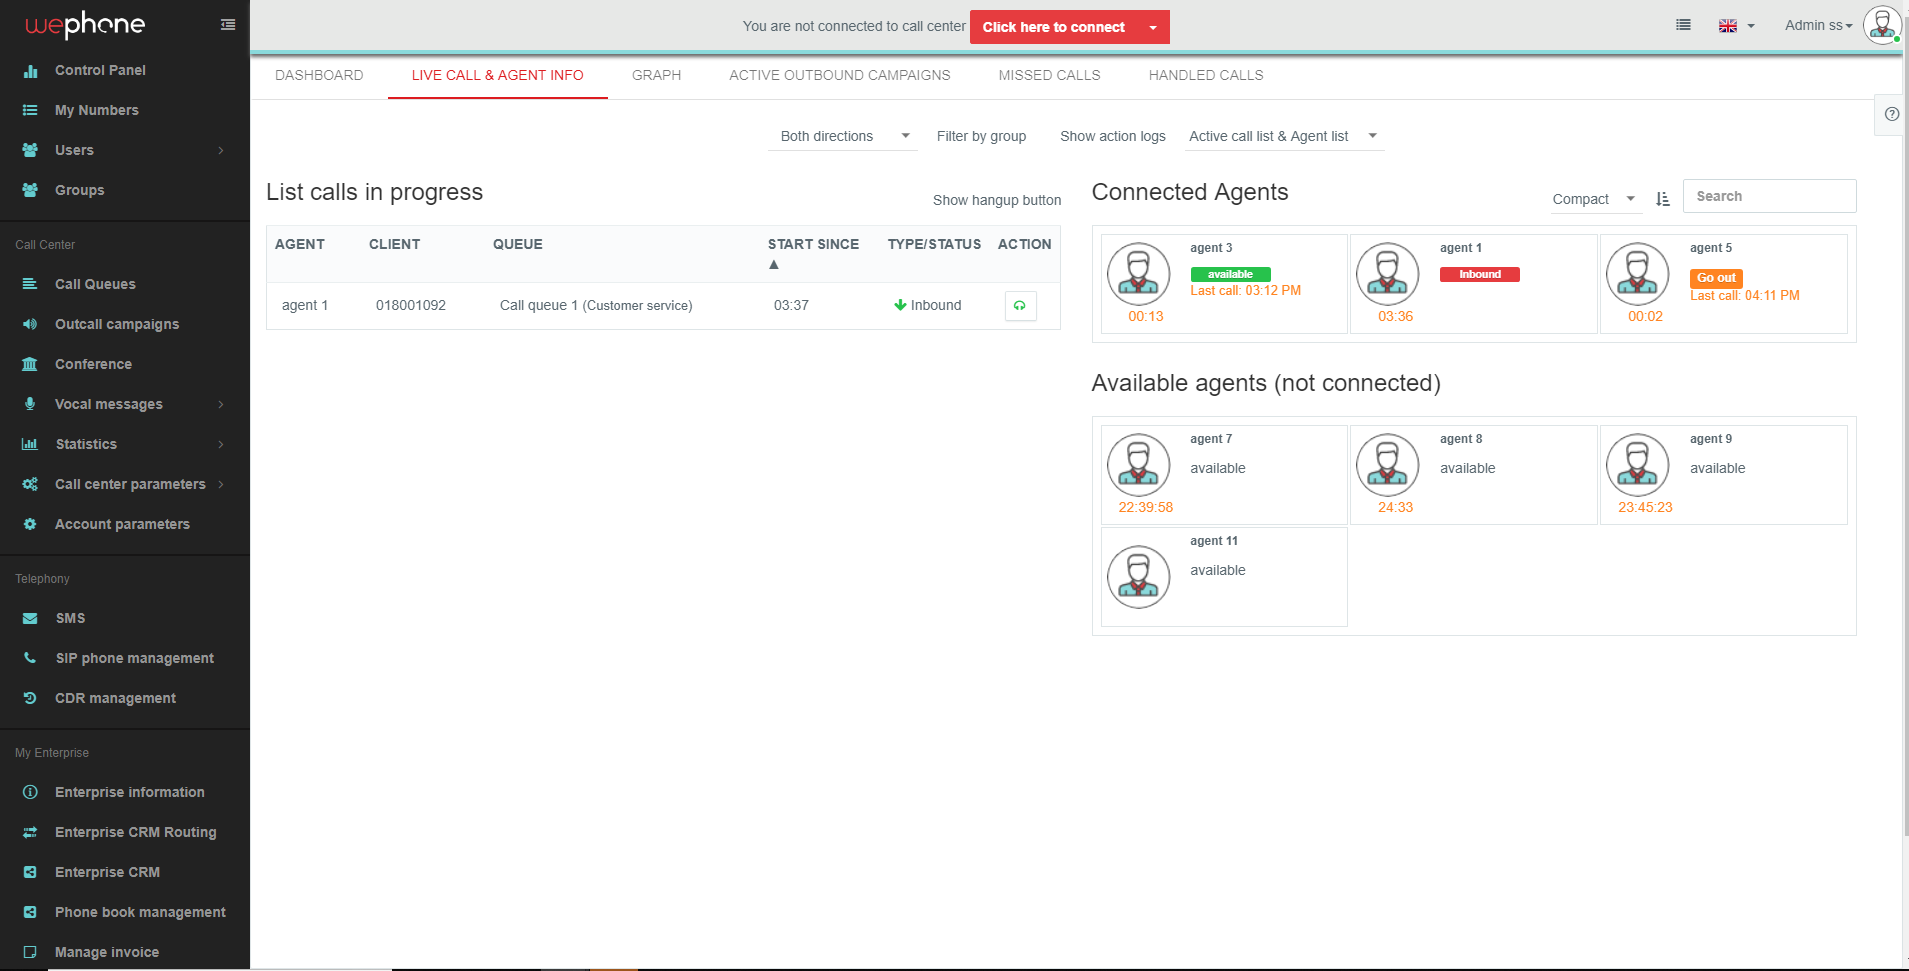 wephone
Control Panel
My Numbers
Users
Groups
Call Center
Call Queues
Outcall campaigns
Conference
Vocal messages
Statistics
Call center parameters
Account parameters
Telephony
SMS
SIP phone management
CDR management
My Enterprise
Enterprise information
Enterprise CRM Routing
Enterprise CRM
Phone book management
Manage invoice
You are not connected to call center Click here to connect
Admin ss
DASHBOARD LIVE CALL & AGENT INFO GRAPH ACTIVE OUTBOUND CAMPAIGNS MISSED CALLS HANDLED CALLS
Both directions Filter by group Show action logs Active call list & Agent list
List calls in progress
Show hangup button
AGENT CLIENT QUEUE START SINCE ▲ TYPE/STATUS ACTION
agent 1 018001092 Call queue 1 (Customer service) 03:37 Inbound
Connected Agents
Compact Search
agent 3
available
Last call: 03:12 PM
00:13
agent 1
Inbound
03:36
agent 5
Go out
Last call: 04:11 PM
00:02
Available agents (not connected)
agent 7
available
22:39:58
agent 8
available
24:33
agent 9
available
23:45:23
agent 11
available